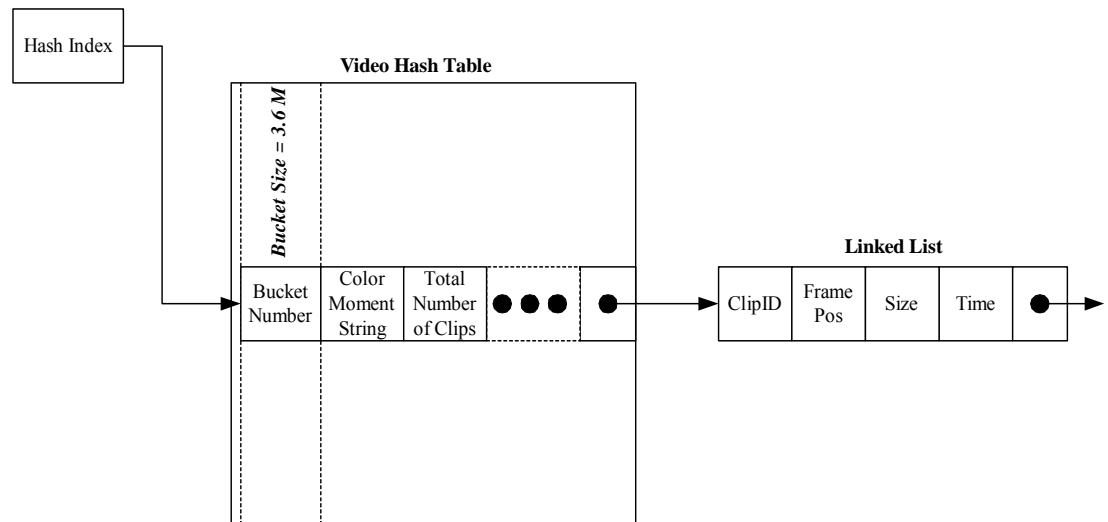 Hash Index
Video Hash Table
Bucket Size = 3.6 M
Bucket
Number
Color
Moment
String
Total
Number
of Clips
Linked List
ClipID
Frame
Pos
Size
Time